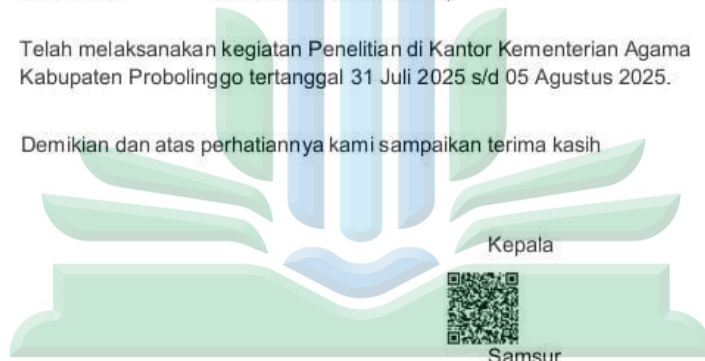 Telah melaksanakan kegiatan Penelitian di Kantor Kementerian Agama
Kabupaten Probolinggo tertanggal 31 Juli 2025 s/d 05 Agustus 2025.
Demikian dan atas perhatiannya kami sampaikan terima kasih
Kepala
Samsur